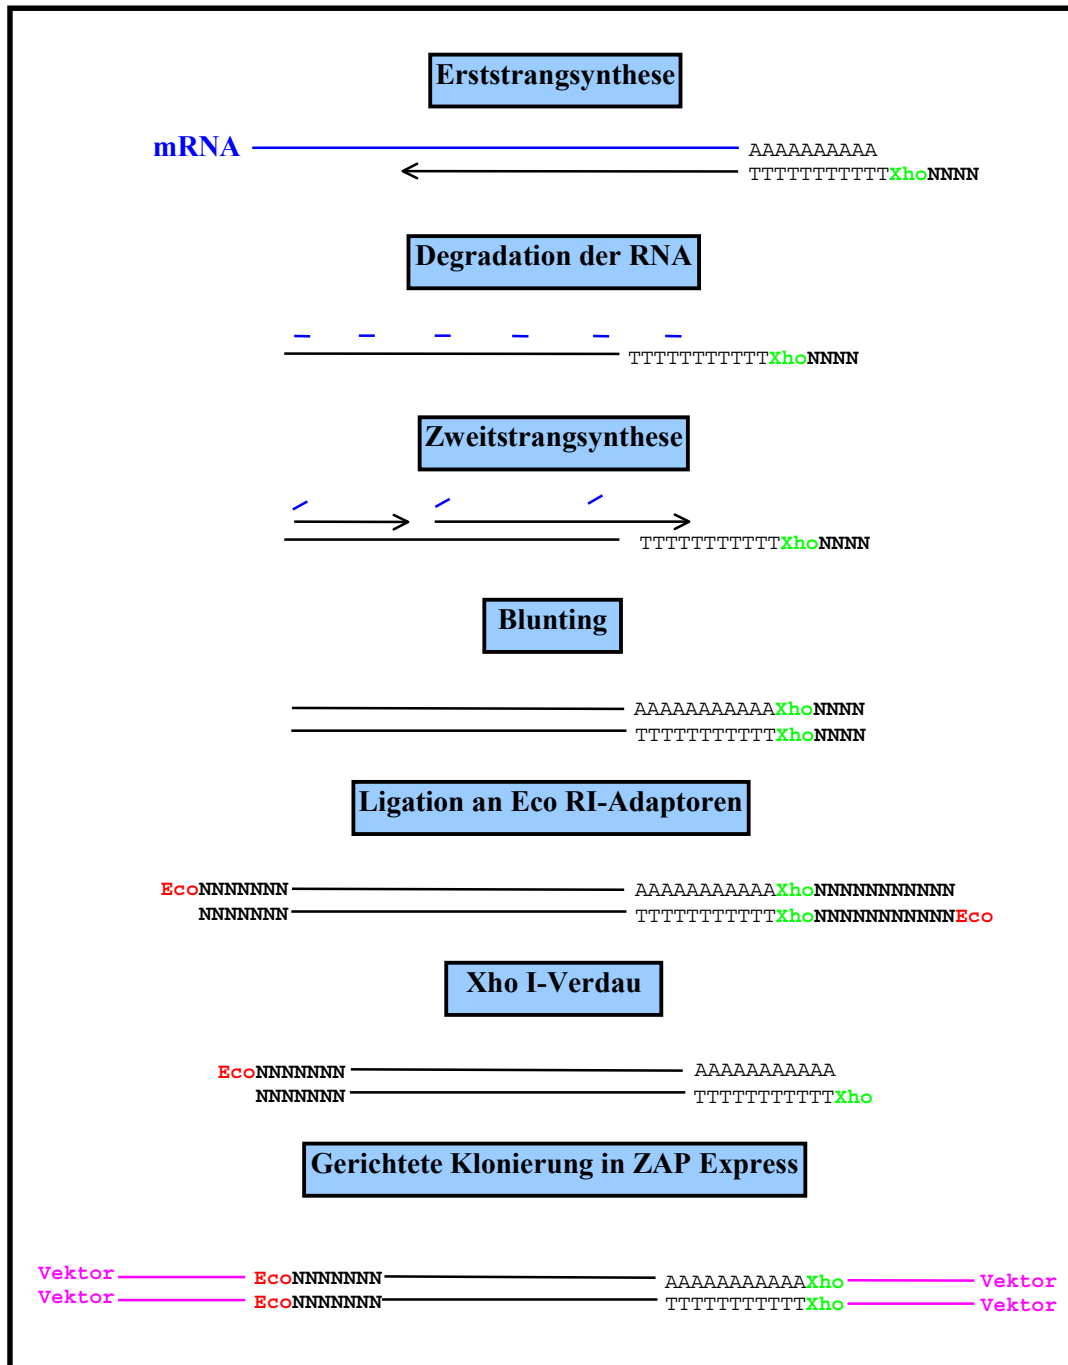 Erststrangsynthese
mRNA AAAAAAAAAA
TTTTTTTTTTTXhoNNNN
Degradation der RNA
TTTTTTTTTTTXhoNNNN
Zweitstrangsynthese
TTTTTTTTTTTXhoNNNN
Blunting
AAAAAAAAAAAXhoNNNN
TTTTTTTTTTTXhoNNNN
Ligation an Eco RI-Adaptoren
EcoNNNNNNN AAAAAAAAAAAXhoNNNNNNNNNNN
NNNNNNN TTTTTTTTTTTXhoNNNNNNNNNNNEco
Xho I-Verdau
EcoNNNNNNN AAAAAAAAAAA
NNNNNNN TTTTTTTTTTTXho
Gerichtete Klonierung in ZAP Express
Vektor EcoNNNNNNN AAAAAAAAAAAXho Vektor
Vektor EcoNNNNNNN TTTTTTTTTTTXho Vektor